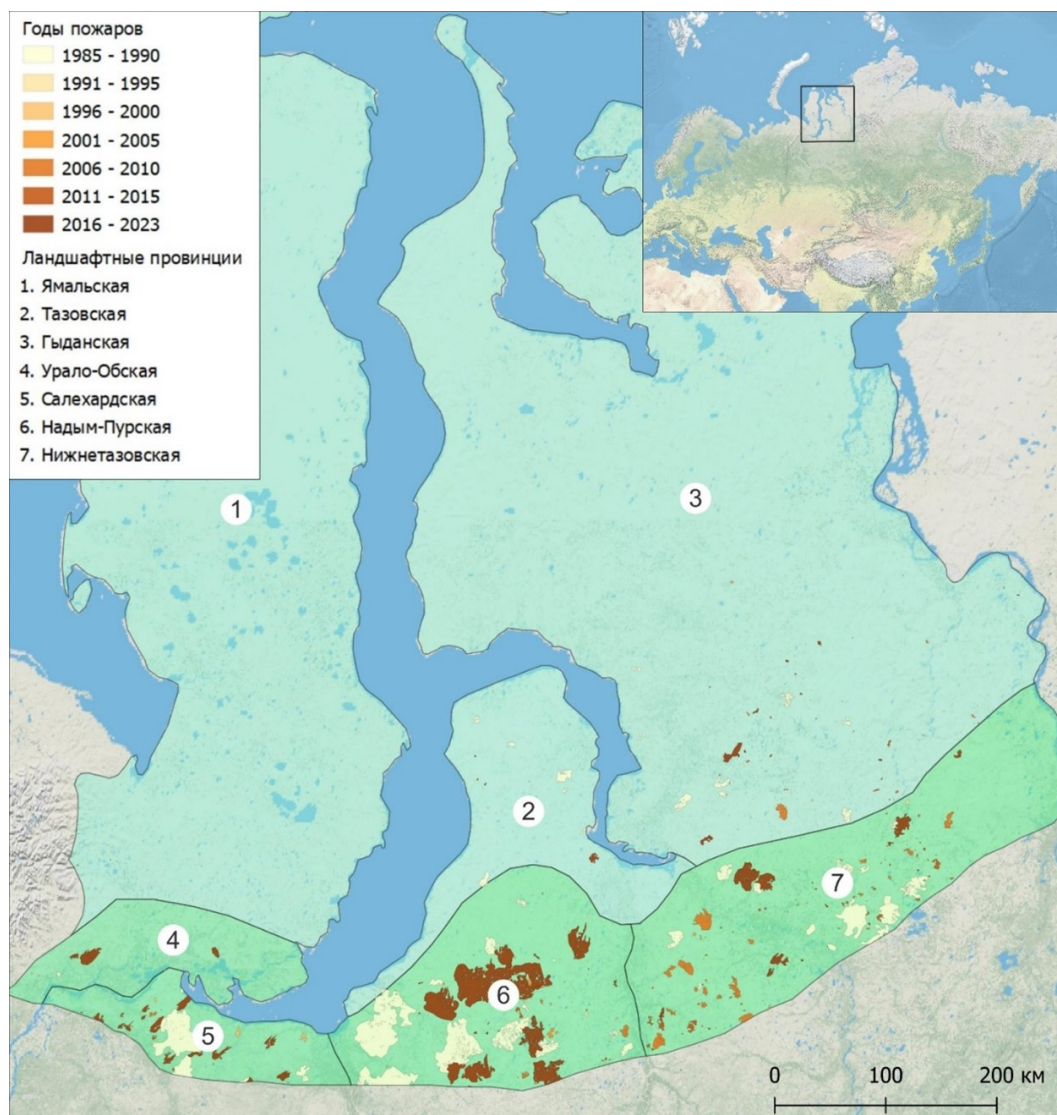 Годы пожаров
1985 - 1990
1991 - 1995
1996 - 2000
2001 - 2005
2006 - 2010
2011 - 2015
2016 - 2023
Ландшафтные провинции
1. Ямальская
2. Тазовская
3. Гыданская
4. Урало-Обская
5. Салехардская
6. Надым-Пурская
7. Нижнетазовская
1
3
2
7
4
6
5
0 100 200 км